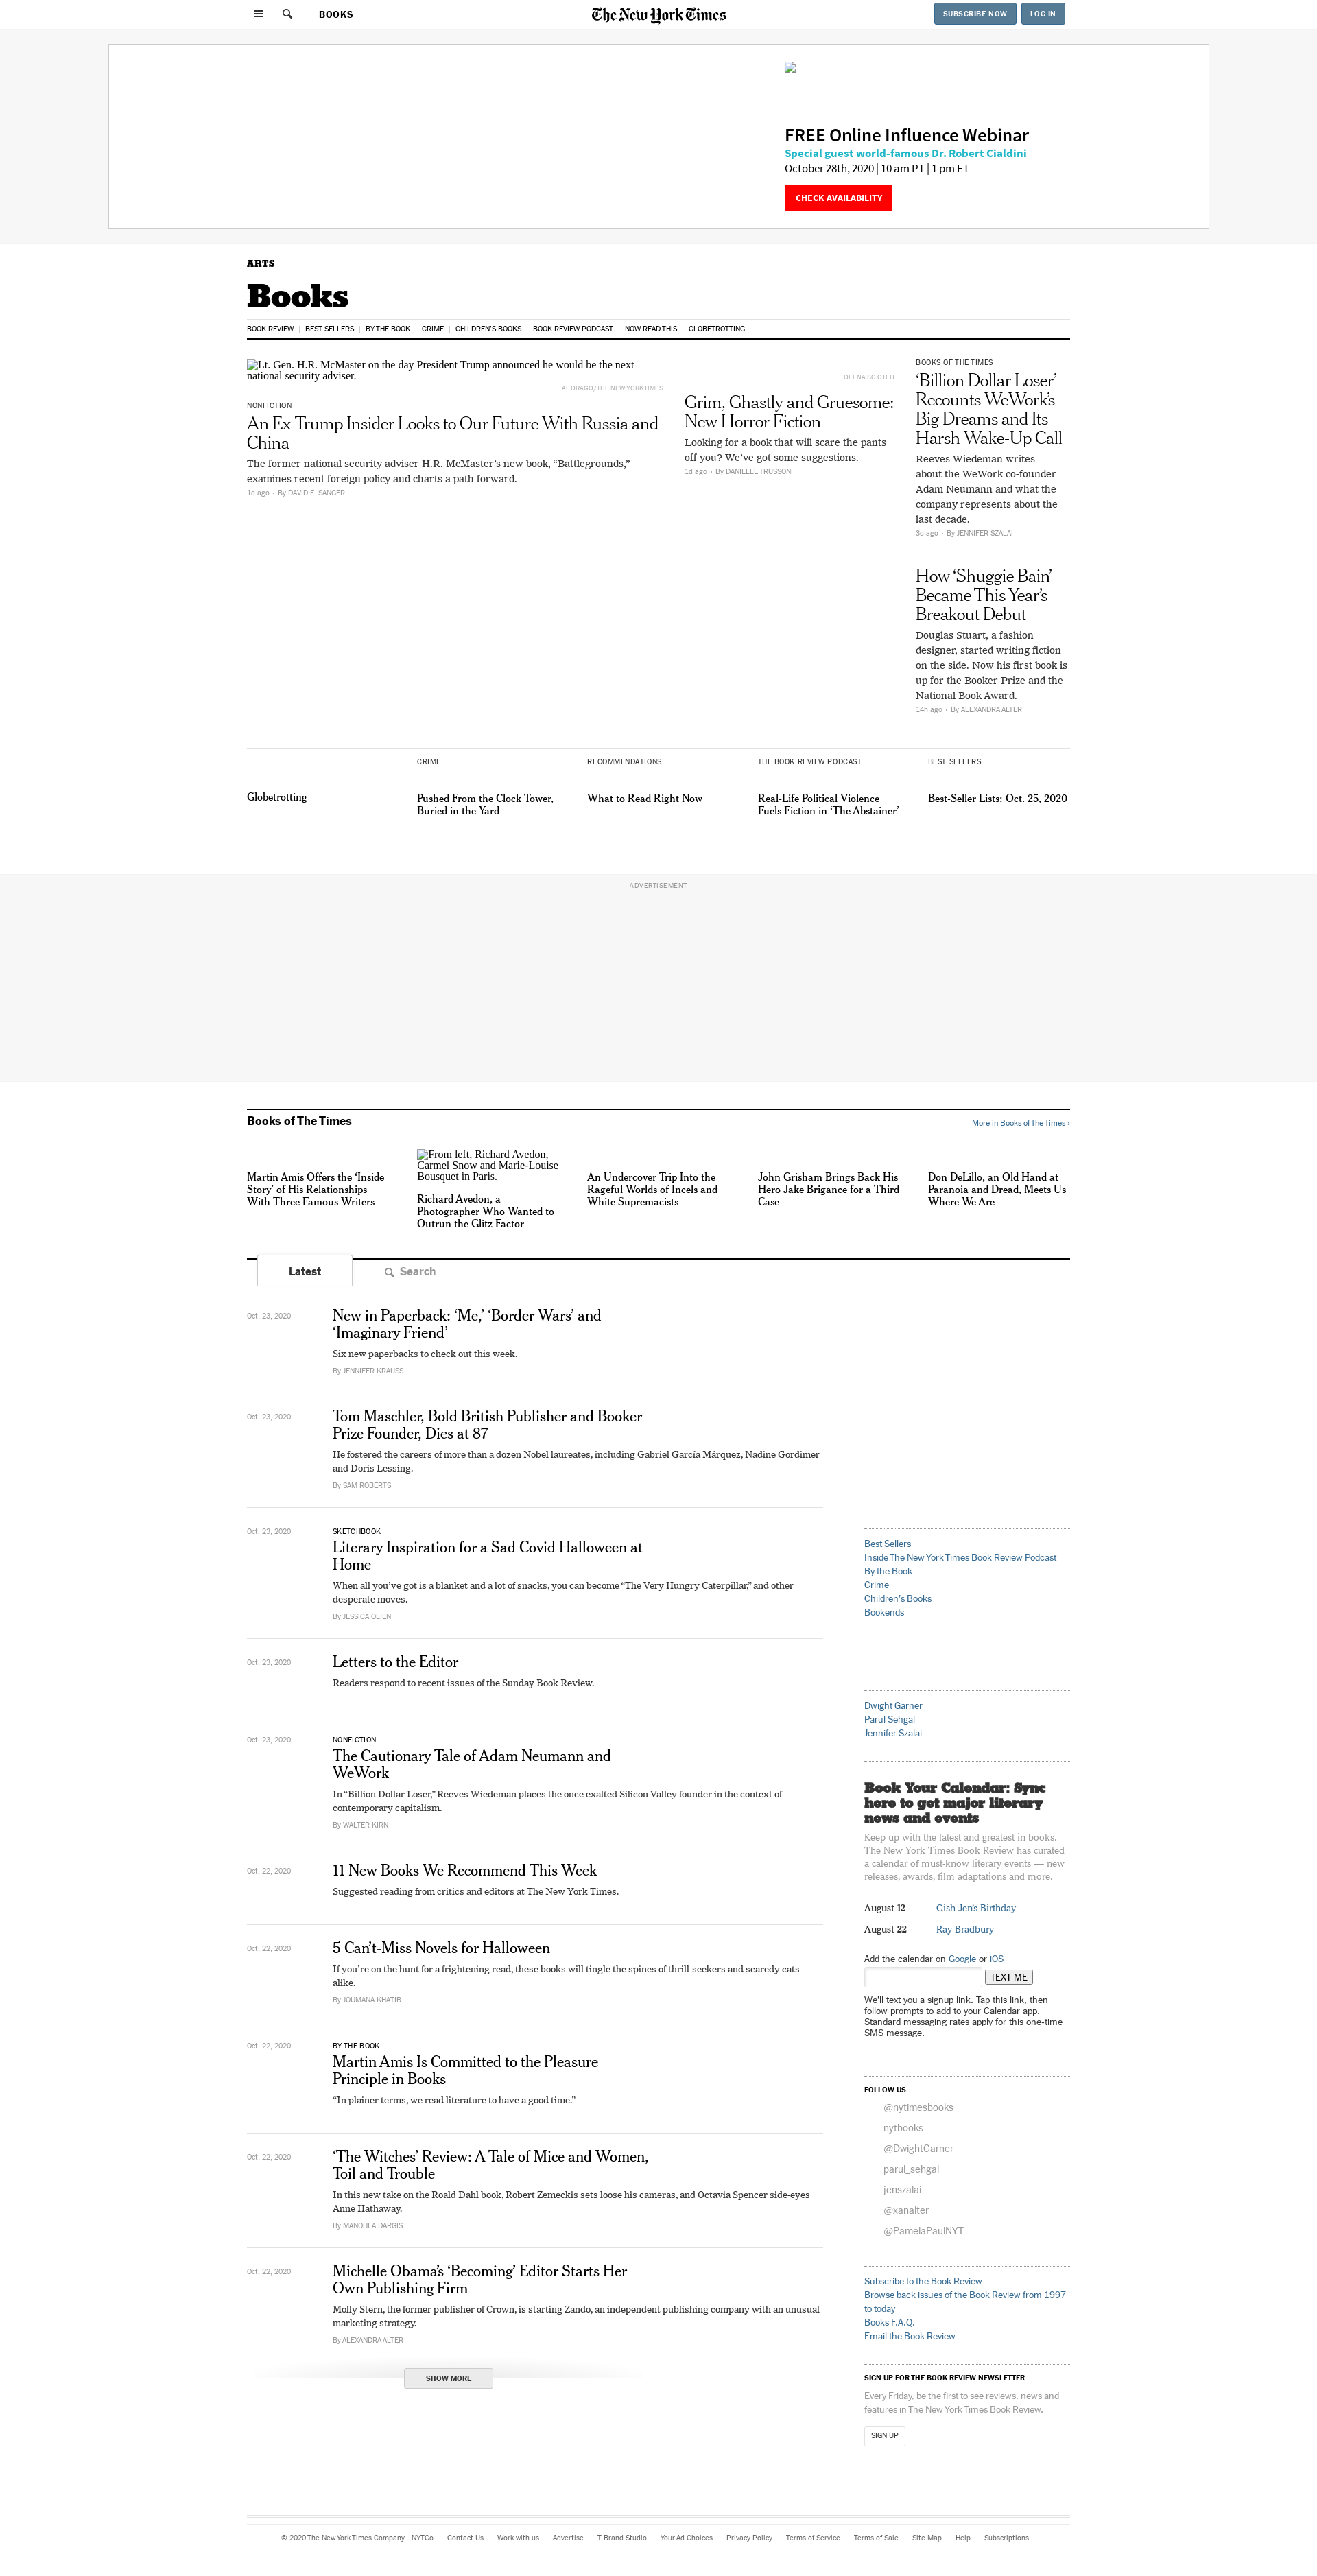 BOOKS
The New York Times
SUBSCRIBE NOW
LOG IN
FREE Online Influence Webinar
Special guest world-famous Dr. Robert Cialdini
October 28th, 2020 | 10 am PT | 1 pm ET
CHECK AVAILABILITY
ARTS
Books
BOOK REVIEW
BEST SELLERS
BY THE BOOK
CRIME
CHILDREN'S BOOKS
BOOK REVIEW PODCAST
NOW READ THIS
GLOBETROTTING
Lt. Gen. H.R. McMaster on the day President Trump announced he would be the next
national security adviser.
AL DRAGO/THE NEW YORK TIMES
NONFICTION
An Ex-Trump Insider Looks to Our Future With Russia and
China
The former national security adviser H.R. McMaster's new book, “Battlegrounds,”
examines recent foreign policy and charts a path forward.
1d ago • By DAVID E. SANGER
DEENA SO OTEH
Grim, Ghastly and Gruesome:
New Horror Fiction
Looking for a book that will scare the pants
off you? We've got some suggestions.
1d ago • By DANIELLE TRUSSONI
BOOKS OF THE TIMES
‘Billion Dollar Loser’
Recounts WeWork’s
Big Dreams and Its
Harsh Wake-Up Call
Reeves Wiedeman writes
about the WeWork co-founder
Adam Neumann and what the
company represents about the
last decade.
3d ago • By JENNIFER SZALAI
How ‘Shuggie Bain’
Became This Year’s
Breakout Debut
Douglas Stuart, a fashion
designer, started writing fiction
on the side. Now his first book is
up for the Booker Prize and the
National Book Award.
14h ago • By ALEXANDRA ALTER
Globetrotting
CRIME
Pushed From the Clock Tower,
Buried in the Yard
RECOMMENDATIONS
What to Read Right Now
THE BOOK REVIEW PODCAST
Real-Life Political Violence
Fuels Fiction in ‘The Abstainer’
BEST SELLERS
Best-Seller Lists: Oct. 25, 2020
ADVERTISEMENT
Books of The Times
More in Books of The Times ›
Martin Amis Offers the ‘Inside
Story’ of His Relationships
With Three Famous Writers
From left, Richard Avedon,
Carmel Snow and Marie-Louise
Bousquet in Paris.
Richard Avedon, a
Photographer Who Wanted to
Outrun the Glitz Factor
An Undercover Trip Into the
Rageful Worlds of Incels and
White Supremacists
John Grisham Brings Back His
Hero Jake Brigance for a Third
Case
Don DeLillo, an Old Hand at
Paranoia and Dread, Meets Us
Where We Are
Latest
Search
Oct. 23, 2020
New in Paperback: ‘Me,’ ‘Border Wars’ and
‘Imaginary Friend’
Six new paperbacks to check out this week.
By JENNIFER KRAUSS
Oct. 23, 2020
Tom Maschler, Bold British Publisher and Booker
Prize Founder, Dies at 87
He fostered the careers of more than a dozen Nobel laureates, including Gabriel García Márquez, Nadine Gordimer
and Doris Lessing.
By SAM ROBERTS
Oct. 23, 2020
SKETCHBOOK
Literary Inspiration for a Sad Covid Halloween at
Home
When all you’ve got is a blanket and a lot of snacks, you can become “The Very Hungry Caterpillar,” and other
desperate moves.
By JESSICA OLIEN
Oct. 23, 2020
Letters to the Editor
Readers respond to recent issues of the Sunday Book Review.
Oct. 23, 2020
NONFICTION
The Cautionary Tale of Adam Neumann and
WeWork
In “Billion Dollar Loser,” Reeves Wiedeman places the once exalted Silicon Valley founder in the context of
contemporary capitalism.
By WALTER KIRN
Oct. 22, 2020
11 New Books We Recommend This Week
Suggested reading from critics and editors at The New York Times.
Oct. 22, 2020
5 Can’t-Miss Novels for Halloween
If you’re on the hunt for a frightening read, these books will tingle the spines of thrill-seekers and scaredy cats
alike.
By JOUMANA KHATIB
Oct. 22, 2020
BY THE BOOK
Martin Amis Is Committed to the Pleasure
Principle in Books
“In plainer terms, we read literature to have a good time.”
Oct. 22, 2020
‘The Witches’ Review: A Tale of Mice and Women,
Toil and Trouble
In this new take on the Roald Dahl book, Robert Zemeckis sets loose his cameras, and Octavia Spencer side-eyes
Anne Hathaway.
By MANOHLA DARGIS
Oct. 22, 2020
Michelle Obama’s ‘Becoming’ Editor Starts Her
Own Publishing Firm
Molly Stern, the former publisher of Crown, is starting Zando, an independent publishing company with an unusual
marketing strategy.
By ALEXANDRA ALTER
SHOW MORE
Best Sellers
Inside The New York Times Book Review Podcast
By the Book
Crime
Children's Books
Bookends
Dwight Garner
Parul Sehgal
Jennifer Szalai
Book Your Calendar: Sync
here to get major literary
news and events
Keep up with the latest and greatest in books.
The New York Times Book Review has curated
a calendar of must-know literary events — new
releases, awards, film adaptations and more.
August 12 Gish Jen’s Birthday
August 22 Ray Bradbury
Add the calendar on Google or iOS
TEXT ME
We’ll text you a signup link. Tap this link, then
follow prompts to add to your Calendar app.
Standard messaging rates apply for this one-time
SMS message.
FOLLOW US
@nytimesbooks
nytbooks
@DwightGarner
parul_sehgal
jenszalai
@xanalter
@PamelaPaulNYT
Subscribe to the Book Review
Browse back issues of the Book Review from 1997
to today
Books F.A.Q.
Email the Book Review
SIGN UP FOR THE BOOK REVIEW NEWSLETTER
Every Friday, be the first to see reviews, news and
features in The New York Times Book Review.
SIGN UP
© 2020 The New York Times Company
NYTCo
Contact Us
Work with us
Advertise
T Brand Studio
Your Ad Choices
Privacy Policy
Terms of Service
Terms of Sale
Site Map
Help
Subscriptions